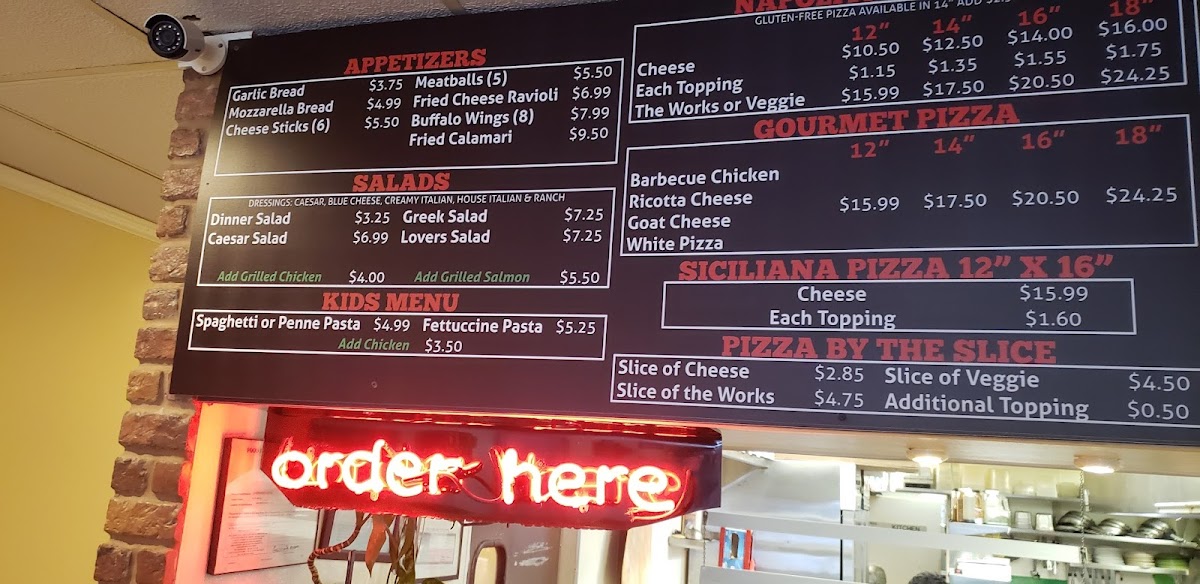 APPETIZERS
Garlic Bread $3.75 Meatballs (5) $5.50
Mozzarella Bread $4.99 Fried Cheese Ravioli $6.99
Cheese Sticks (6) $5.50 Buffalo Wings (8) $7.99
Fried Calamari $9.50
SALADS
DRESSINGS: CAESAR, BLUE CHEESE, CREAMY ITALIAN, HOUSE ITALIAN & RANCH
Dinner Salad $3.25 Greek Salad $7.25
Caesar Salad $6.99 Lovers Salad $7.25
Add Grilled Chicken $4.00 Add Grilled Salmon $5.50
KIDS MENU
Spaghetti or Penne Pasta $4.99 Fettuccine Pasta $5.25
Add Chicken $3.50
GLUTEN-FREE PIZZA AVAILABLE IN 14" ADD
12" 14" 16" 18"
Cheese $10.50 $12.50 $14.00 $16.00
Each Topping $1.15 $1.35 $1.55 $1.75
The Works or Veggie $15.99 $17.50 $20.50 $24.25
GOURMET PIZZA
12" 14" 16" 18"
Barbecue Chicken
Ricotta Cheese $15.99 $17.50 $20.50 $24.25
Goat Cheese
White Pizza
SICILIANA PIZZA 12" X 16"
Cheese $15.99
Each Topping $1.60
PIZZA BY THE SLICE
Slice of Cheese $2.85 Slice of Veggie $4.50
Slice of the Works $4.75 Additional Topping $0.50
order here
KITCHEN